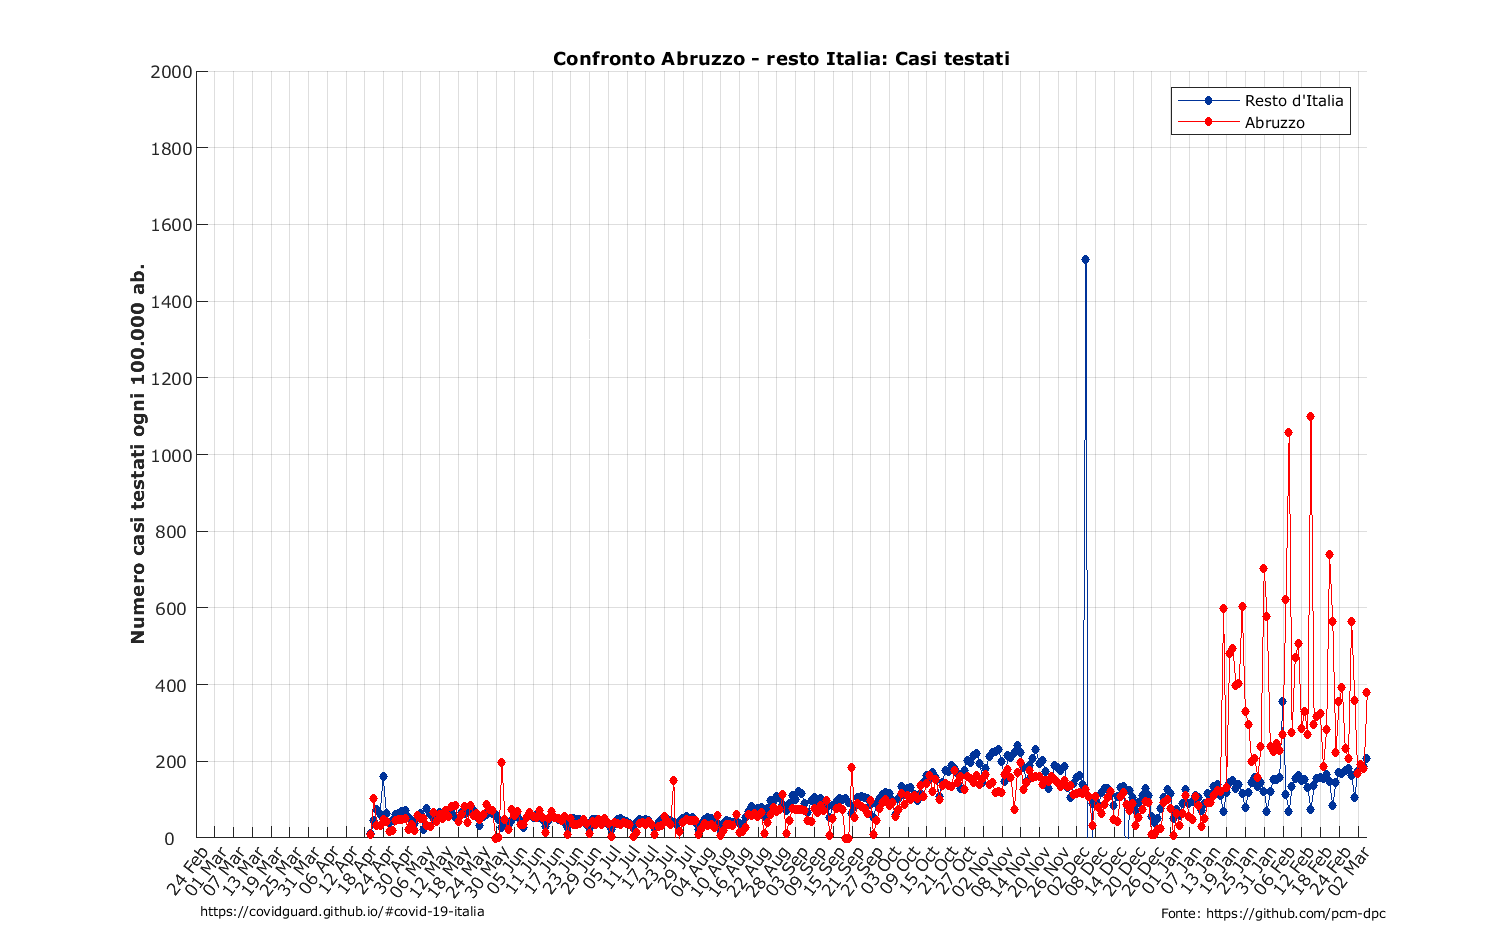 Confronto Abruzzo - resto Italia: Casi testati
Resto d'Italia
Abruzzo
Numero casi testati ogni 100.000 ab.
2000
1800
1600
1400
1200
1000
800
600
400
200
0
24 Feb
01 Mar
07 Mar
13 Mar
19 Mar
25 Mar
31 Mar
06 Apr
12 Apr
18 Apr
24 Apr
30 Apr
06 May
12 May
18 May
24 May
30 May
05 Jun
11 Jun
17 Jun
23 Jun
29 Jun
05 Jul
11 Jul
17 Jul
23 Jul
29 Jul
04 Aug
10 Aug
16 Aug
22 Aug
28 Aug
03 Sep
09 Sep
15 Sep
21 Sep
27 Sep
03 Oct
09 Oct
15 Oct
21 Oct
27 Oct
02 Nov
08 Nov
14 Nov
20 Nov
26 Nov
02 Dec
08 Dec
14 Dec
20 Dec
26 Dec
01 Jan
07 Jan
13 Jan
19 Jan
25 Jan
31 Jan
06 Feb
12 Feb
18 Feb
24 Feb
02 Mar
https://covidguard.github.io/#covid-19-italia
Fonte: https://github.com/pcm-dpc